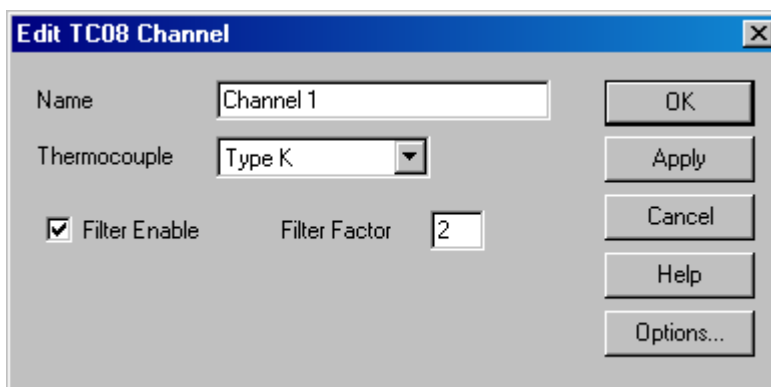 Edit TC08 Channel
Name
Channel 1
OK
Thermocouple
Type K
Apply
Filter Enable
Filter Factor
2
Cancel
Help
Options...